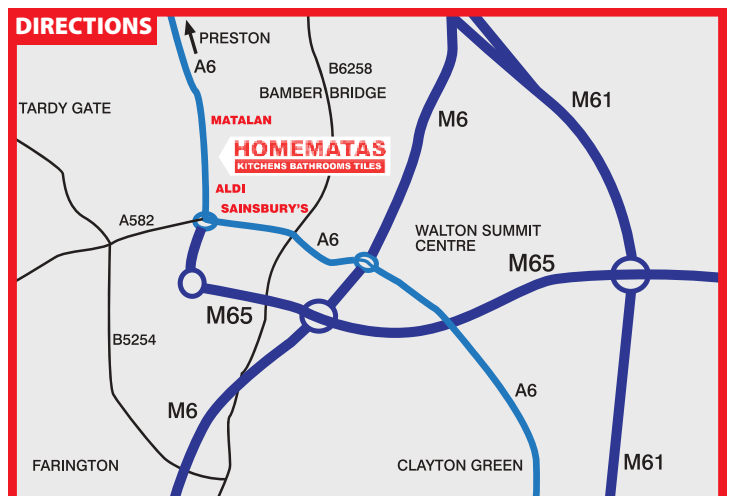 DIRECTIONS
PRESTON
A6
B6258
BAMBER BRIDGE
M61
TARDY GATE
MATALAN
M6
HOMEMATAS
KITCHENS BATHROOMS TILES
ALDI
SAINSBURY'S
A582
A6
WALTON SUMMIT
CENTRE
M65
M65
B5254
M6
A6
FARINGTON
CLAYTON GREEN
M61